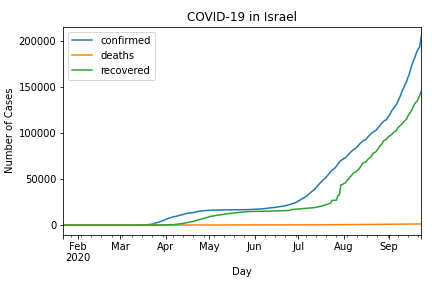 COVID-19 in Israel
confirmed
deaths
recovered
Number of Cases
200000
150000
100000
50000
0
Feb Mar Apr May Jun Jul Aug Sep
2020
Day